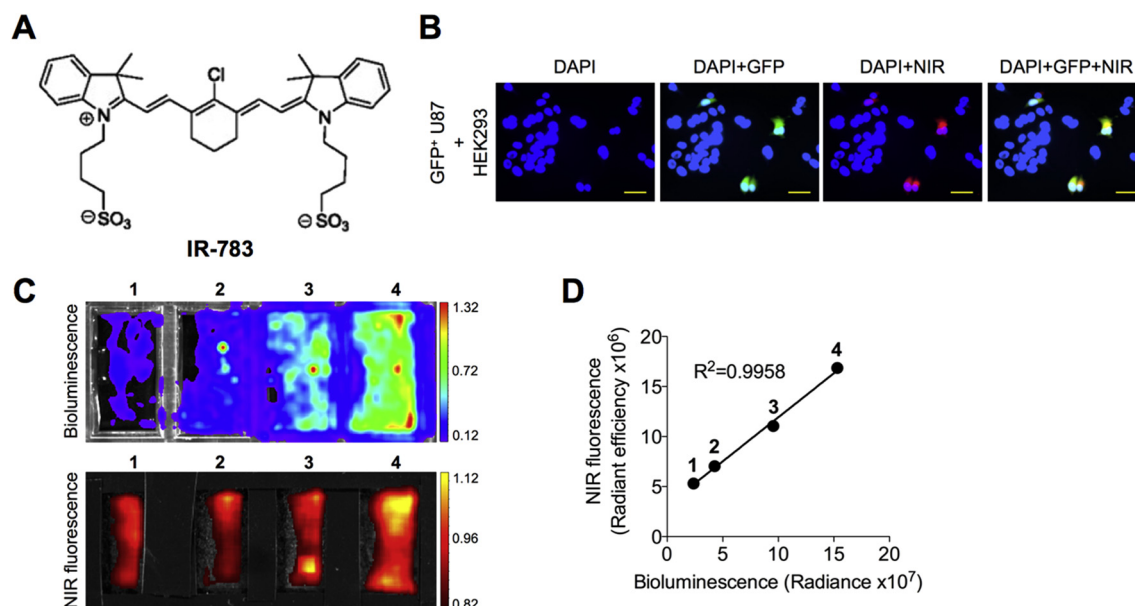 A
Cl
N
⊕
N
⊖SO₃
⊖SO₃
IR-783
B
DAPI
DAPI+GFP
DAPI+NIR
DAPI+GFP+NIR
GFP⁺ U87
+
HEK293
C
1 2 3 4
Bioluminescence
1.32
0.72
0.12
1 2 3 4
NIR fluorescence
1.12
0.96
0.82
D
NIR fluorescence
(Radiant efficiency x10⁶)
20
15
10
5
0
R²=0.9958
1
2
3
4
0 5 10 15 20
Bioluminescence (Radiance x10⁷)